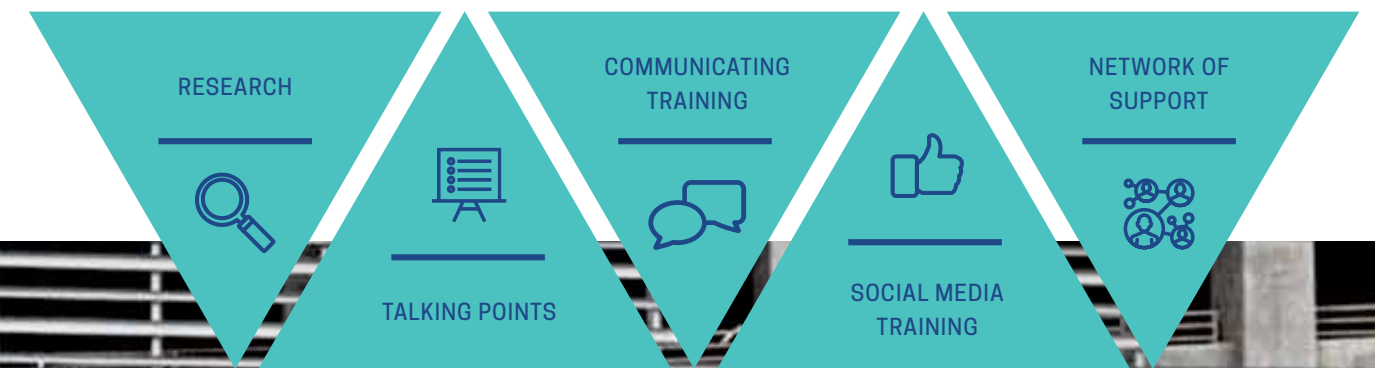 RESEARCH
TALKING POINTS
COMMUNICATING
TRAINING
SOCIAL MEDIA
TRAINING
NETWORK OF
SUPPORT